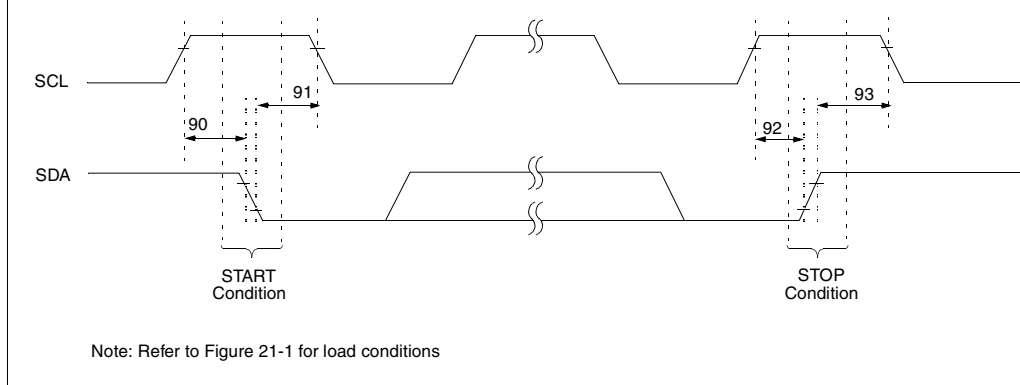 SCL
91
93
90
92
SDA
START
Condition
STOP
Condition
Note: Refer to Figure 21-1 for load conditions